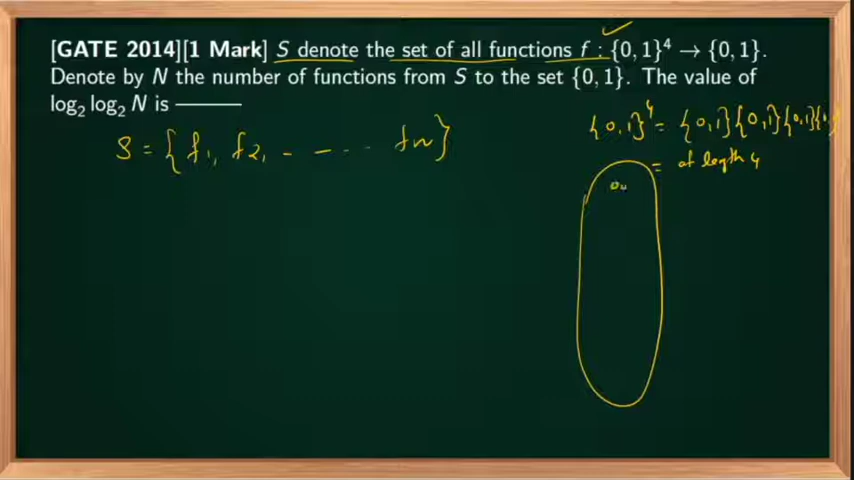 [GATE 2014][1 Mark] S denote the set of all functions f : {0, 1}⁴ → {0, 1}.
Denote by N the number of functions from S to the set {0, 1}. The value of
log₂ log₂ N is ———
{0,1}⁴ = {0,1}{0,1}{0,1}{0,1}
S = {f₁, f₂, - - - - - fₙ}
= of length 4